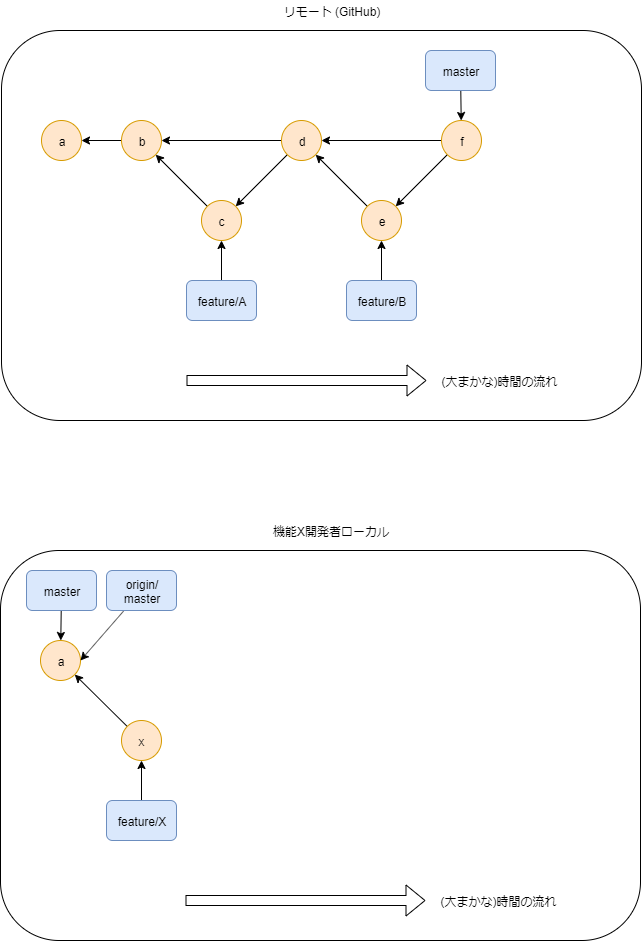 リモート (GitHub)
master
a
b
d
f
c
e
feature/A
feature/B
(大まかな)時間の流れ
機能X開発者ローカル
master
origin/
master
a
x
feature/X
(大まかな)時間の流れ